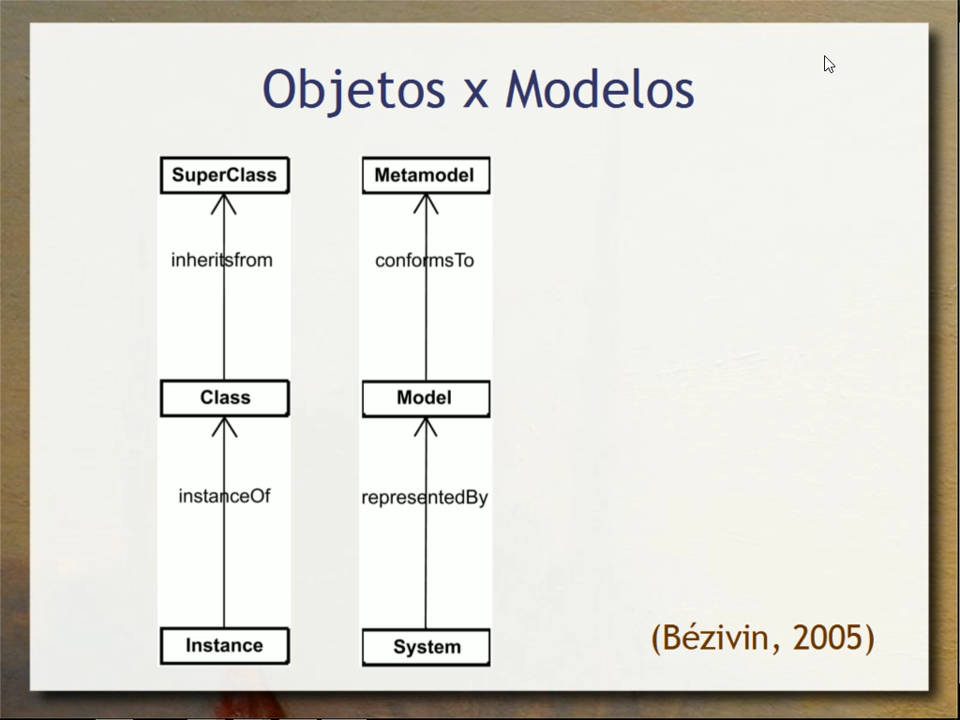 Objetos x Modelos
SuperClass
Metamodel
inheritsfrom
conformsTo
Class
Model
instanceOf
representedBy
Instance
System
(Bézivin, 2005)